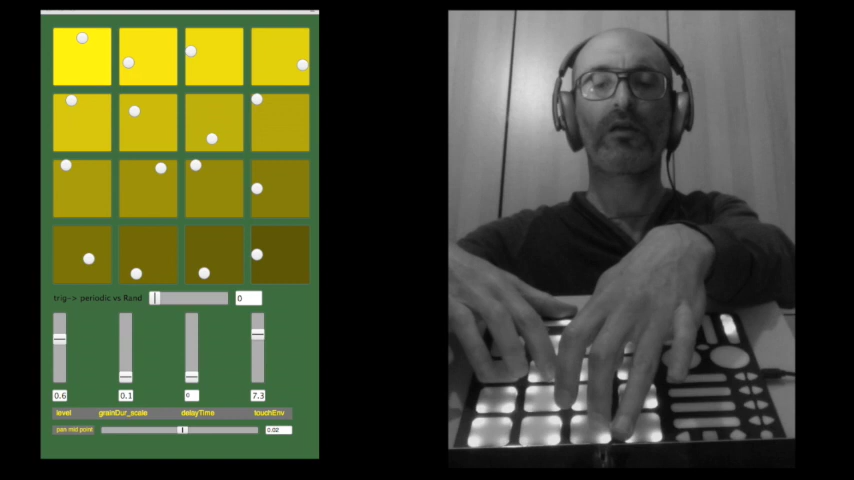 trig-> periodic vs Rand 0
0.6 0.1 0 7.3
level grainDur_scale delayTime touchEnv
pan mid point 0.02